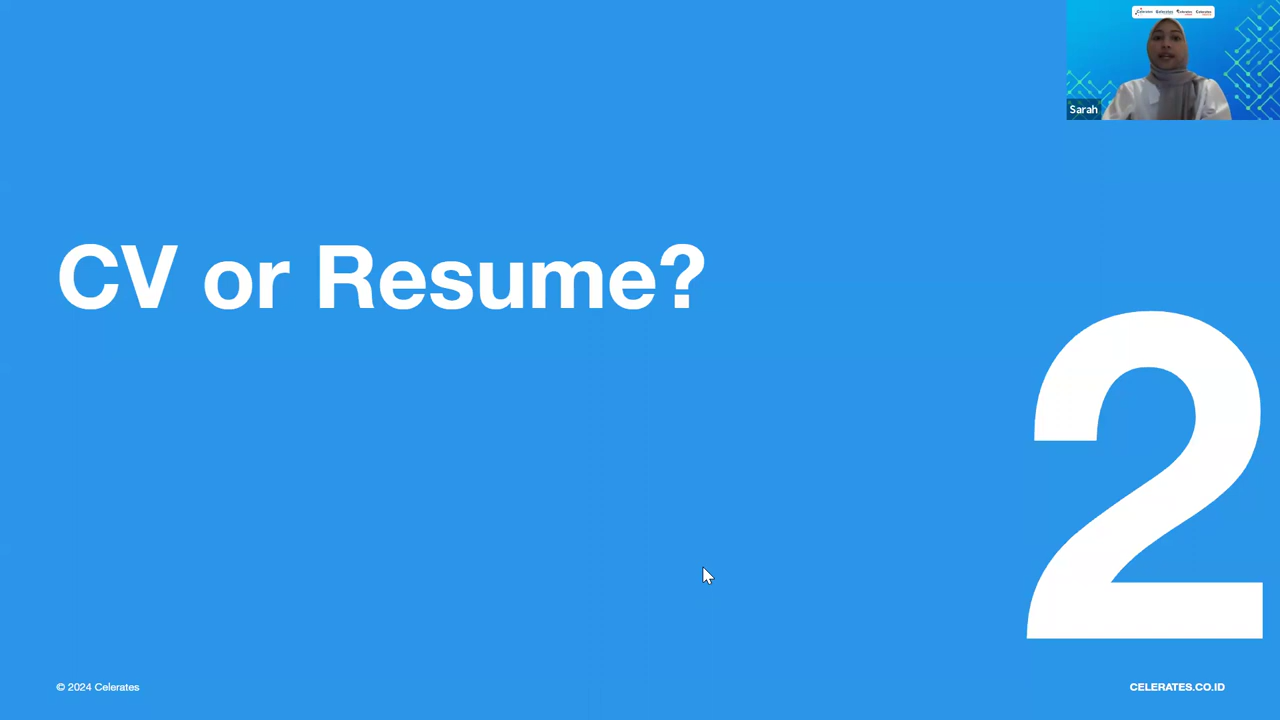 Sarah
CV or Resume?
2
© 2024 Celerates
CELERATES.CO.ID